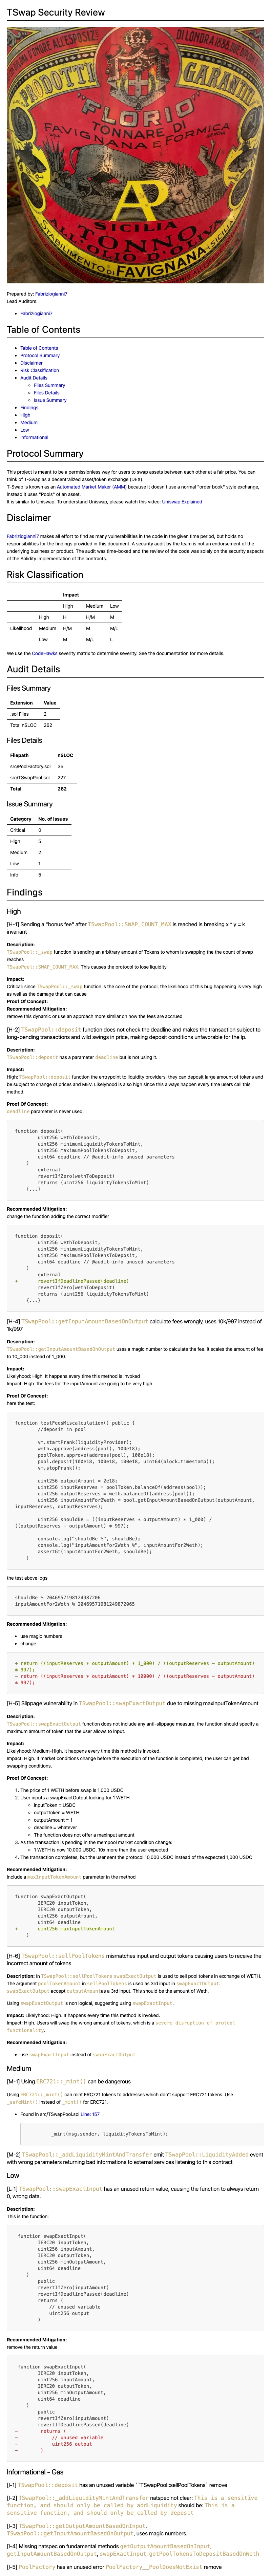 TSwap Security Review
PRODOTTI
GARANTITI
FLORIO
TONNARE
AP
SICILIA
TONNO
D'OLIO
STABILIMENTO DI FAVIGNANA
Prepared by: Fabriziogianni7
Lead Auditors:
Fabriziogianni7
Table of Contents
Table of Contents
Protocol Summary
Disclaimer
Risk Classification
Audit Details
Files Summary
Files Details
Issue Summary
Findings
High
Medium
Low
Informational
Protocol Summary
This project is meant to be a permissionless way for users to swap assets between each other at a fair price. You can
think of T-Swap as a decentralized asset/token exchange (DEX).
T-Swap is known as an Automated Market Maker (AMM) because it doesn't use a normal "order book" style exchange,
instead it uses "Pools" of an asset.
It is similar to Uniswap. To understand Uniswap, please watch this video: Uniswap Explained
Disclaimer
Fabriziogianni7 makes all effort to find as many vulnerabilities in the code in the given time period, but holds no
responsibilities for the findings provided in this document. A security audit by the team is not an endorsement of the
underlying business or product. The audit was time-boxed and the review of the code was solely on the security aspects
of the Solidity implementation of the contracts.
Risk Classification
Impact
High Medium Low
High H H/M M
Likelihood Medium H/M M M/L
Low M M/L L
We use the CodeHawks severity matrix to determine severity. See the documentation for more details.
Audit Details
Files Summary
Extension Value
.sol Files 2
Total nSLOC 262
Files Details
Filepath nSLOC
src/PoolFactory.sol 35
src/TSwapPool.sol 227
Total 262
Issue Summary
Category No. of Issues
Critical 0
High 5
Medium 2
Low 1
Info 5
Findings
High
[H-1] Sending a "bonus fee" after TSwapPool::SWAP_COUNT_MAX is reached is breaking x * y = k
invariant
Description:
TSwapPool::_swap function is sending an arbitrary amount of Tokens to whom is swapping the the count of swap
reaches
TSwapPool::SWAP_COUNT_MAX. This causes the protocol to lose liquidity
Impact:
Critical: since TSwapPool::_swap function is the core of the protocol, the likelihood of this bug happening is very high
as well as the damage that can cause
Proof Of Concept:
Recommended Mitigation:
remove this dynamic or use an approach more similar on how the fees are accrued
[H-2] TSwapPool::deposit function does not check the deadline and makes the transaction subject to
long-pending transactions and wild swings in price, making deposit conditions unfavorable for the lp.
Description:
TSwapPool::deposit has a parameter deadline but is not using it.
Impact:
High: TSwapPool::deposit function the entrypoint to liquidity providers, they can deposit large amount of tokens and
be subject to change of prices and MEV. Likelyhood is also high since this always happen every time a user calls this
method.
Proof Of Concept:
deadline parameter is never used:
function deposit(
uint256 wethToDeposit,
uint256 minimumLiquidityTokensToMint,
uint256 maximumPoolTokensToDeposit,
uint64 deadline // @audit-info unused parameters
)
external
revertIfZero(wethToDeposit)
returns (uint256 liquidityTokensToMint)
{...}
Recommended Mitigation:
change the function adding the correct modifier
function deposit(
uint256 wethToDeposit,
uint256 minimumLiquidityTokensToMint,
uint256 maximumPoolTokensToDeposit,
uint64 deadline // @audit-info unused parameters
)
external
+ revertIfDeadlinePassed(deadline)
revertIfZero(wethToDeposit)
returns (uint256 liquidityTokensToMint)
{...}
[H-4] TSwapPool::getInputAmountBasedOnOutput calculate fees wrongly, uses 10k/997 instead of
1k/997
Description:
TSwapPool::getInputAmountBasedOnOutput uses a magic number to calculate the fee. it scales the amount of fee
to 10_000 instead of 1_000.
Impact:
Likelyhood: High. it happens every time this method is invoked
Impact: High. the fees for the inputAmount are going to be very high.
Proof Of Concept:
here the test:
function testFeesMiscalculation() public {
//deposit in pool
vm.startPrank(liquidityProvider);
weth.approve(address(pool), 100e18);
poolToken.approve(address(pool), 100e18);
pool.deposit(100e18, 100e18, 100e18, uint64(block.timestamp));
vm.stopPrank();
uint256 outputAmount = 2e18;
uint256 inputReserves = poolToken.balanceOf(address(pool));
uint256 outputReserves = weth.balanceOf(address(pool));
uint256 inputAmountFor2Weth = pool.getInputAmountBasedOnOutput(outputAmount,
inputReserves, outputReserves);
uint256 shouldBe = ((inputReserves * outputAmount) * 1_000) /
((outputReserves - outputAmount) * 997);
console.log("shouldBe %", shouldBe);
console.log("inputAmountFor2Weth %", inputAmountFor2Weth);
assertGt(inputAmountFor2Weth, shouldBe);
}
the test above logs
shouldBe % 2046957198124987206
inputAmountFor2Weth % 20469571981249872065
Recommended Mitigation:
use magic numbers
change
+ return ((inputReserves * outputAmount) * 1_000) / ((outputReserves - outputAmount)
* 997);
- return ((inputReserves * outputAmount) * 10000) / ((outputReserves - outputAmount)
* 997);
[H-5] Slippage vulnerability in TSwapPool::swapExactOutput due to missing maxInputTokenAmount
Description:
TSwapPool::swapExactOutput function does not include any anti-slippage measure. the function should specify a
maximum amount of token that the user allows to input.
Impact:
Likelyhood: Medium-High. It happens every time this method is invoked.
Impact: High. if market conditions change before the execution of the function is completed, the user can get bad
swapping conditions.
Proof Of Concept:
1. The price of 1 WETH before swap is 1,000 USDC
2. User inputs a swapExactOutput looking for 1 WETH
inputToken = USDC
outputToken = WETH
outputAmount = 1
deadline = whatever
The function does not offer a maxInput amount
3. As the transaction is pending in the mempool market condition change:
1 WETH is now 10,000 USDC. 10x more than the user expected
4. The transaction completes, but the user sent the protocol 10,000 USDC instead of the expected 1,000 USDC
Recommended Mitigation:
Include a maxInputTokenAmount parameter in the method
function swapExactOutput(
IERC20 inputToken,
IERC20 outputToken,
uint256 outputAmount,
uint64 deadline
+ uint256 maxInputTokenAmount
)
[H-6] TSwapPool::sellPoolTokens mismatches input and output tokens causing users to receive the
incorrect amount of tokens
Description: In TSwapPool::sellPoolTokens swapExactOutput is used to sell pool tokens in exchange of WETH.
The argument poolTokenAmount in sellPoolTokens is used as 3rd input in swapExactOutput.
swapExactOutput accept outputAmount as a 3rd input. This should be the amount of Weth.
Using swapExactOutput is non logical, suggesting using swapExactInput.
Impact: Likelyhood: High. It happens every time this method is invoked.
Impact: High. Users will swap the wrong amount of tokens, which is a severe disruption of protcol
functionality.
Recommended Mitigation:
use swapExactInput instead of swapExactOutput.
Medium
[M-1] Using ERC721::_mint() can be dangerous
Using ERC721::_mint() can mint ERC721 tokens to addresses which don't support ERC721 tokens. Use
_safeMint() instead of _mint() for ERC721.
Found in src/TSwapPool.sol Line: 157
_mint(msg.sender, liquidityTokensToMint);
[M-2] TSwapPool::_addLiquidityMintAndTransfer emit TSwapPool::LiquidityAdded event
with wrong parameters returning bad informations to external services listening to this contract
Low
[L-1] TSwapPool::swapExactInput has an unused return value, causing the function to always return
0, wrong data.
Description:
This is the function:
function swapExactInput(
IERC20 inputToken,
uint256 inputAmount,
IERC20 outputToken,
uint256 minOutputAmount,
uint64 deadline
)
public
revertIfZero(inputAmount)
revertIfDeadlinePassed(deadline)
returns (
// unused variable
uint256 output
)
Recommended Mitigation:
remove the return value
function swapExactInput(
IERC20 inputToken,
uint256 inputAmount,
IERC20 outputToken,
uint256 minOutputAmount,
uint64 deadline
)
public
revertIfZero(inputAmount)
revertIfDeadlinePassed(deadline)
- returns (
- // unused variable
- uint256 output
- )
Informational - Gas
[I-1] TSwapPool::deposit has an unused variable ``TSwapPool::sellPoolTokens` remove
[I-2] TSwapPool::_addLiquidityMintAndTransfer natspec not clear: This is a sensitive
function, and should only be called by addLiquidity should be: This is a
sensitive function, and should only be called by deposit
[I-3] TSwapPool::getOutputAmountBasedOnInput,
TSwapPool::getInputAmountBasedOnOutput, uses magic numbers.
[I-4] Missing natspec on fundamental methods getOutputAmountBasedOnInput,
getInputAmountBasedOnOutput, swapExactInput, getPoolTokensToDepositBasedOnWeth
[I-5] PoolFactory has an unused error PoolFactory__PoolDoesNotExist remove